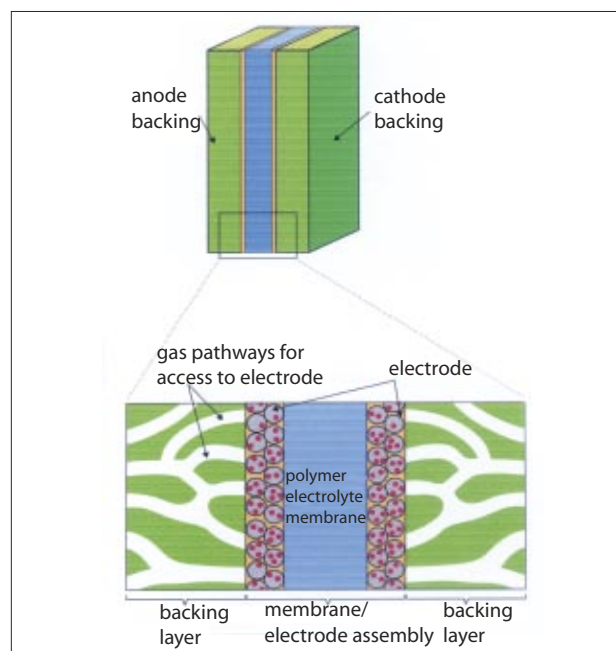 anode
backing
cathode
backing
gas pathways for
access to electrode
electrode
polymer
electrolyte
membrane
backing
layer
membrane/
electrode assembly
backing
layer